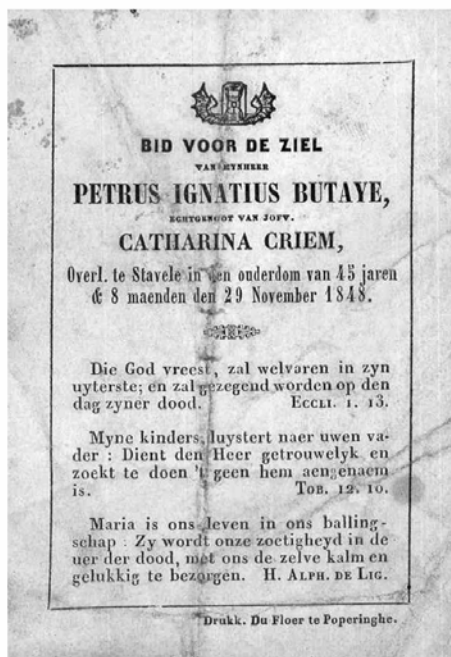 BID VOOR DE ZIEL
VAN MYNHEER
PETRUS IGNATIUS BUTAYE,
ECHTGENOOT VAN JOFV.
CATHARINA CRIEM,
Overl. te Stavele in den ouderdom van 45 jaren
& 8 maenden den 29 November 1848.
Die God vreest, zal welvaren in zyn
uyterste; en zal gezegend worden op den
dag zyner dood. ECCLI. 1. 13.
Myne kinders, luystert naer uwen va-
der : Dient den Heer getrouwelyk en
zoekt te doen 't geen hem aengenaem
is. TOB. 12. 10.
Maria is ons leven in ons balling-
schap : Zy wordt onze zoetigheyd in de
uer der dood, met ons de zelve kalm en
gelukkig te bezorgen. H. ALPH. DE LIG.
Drukk. Du Floer te Poperinghe.